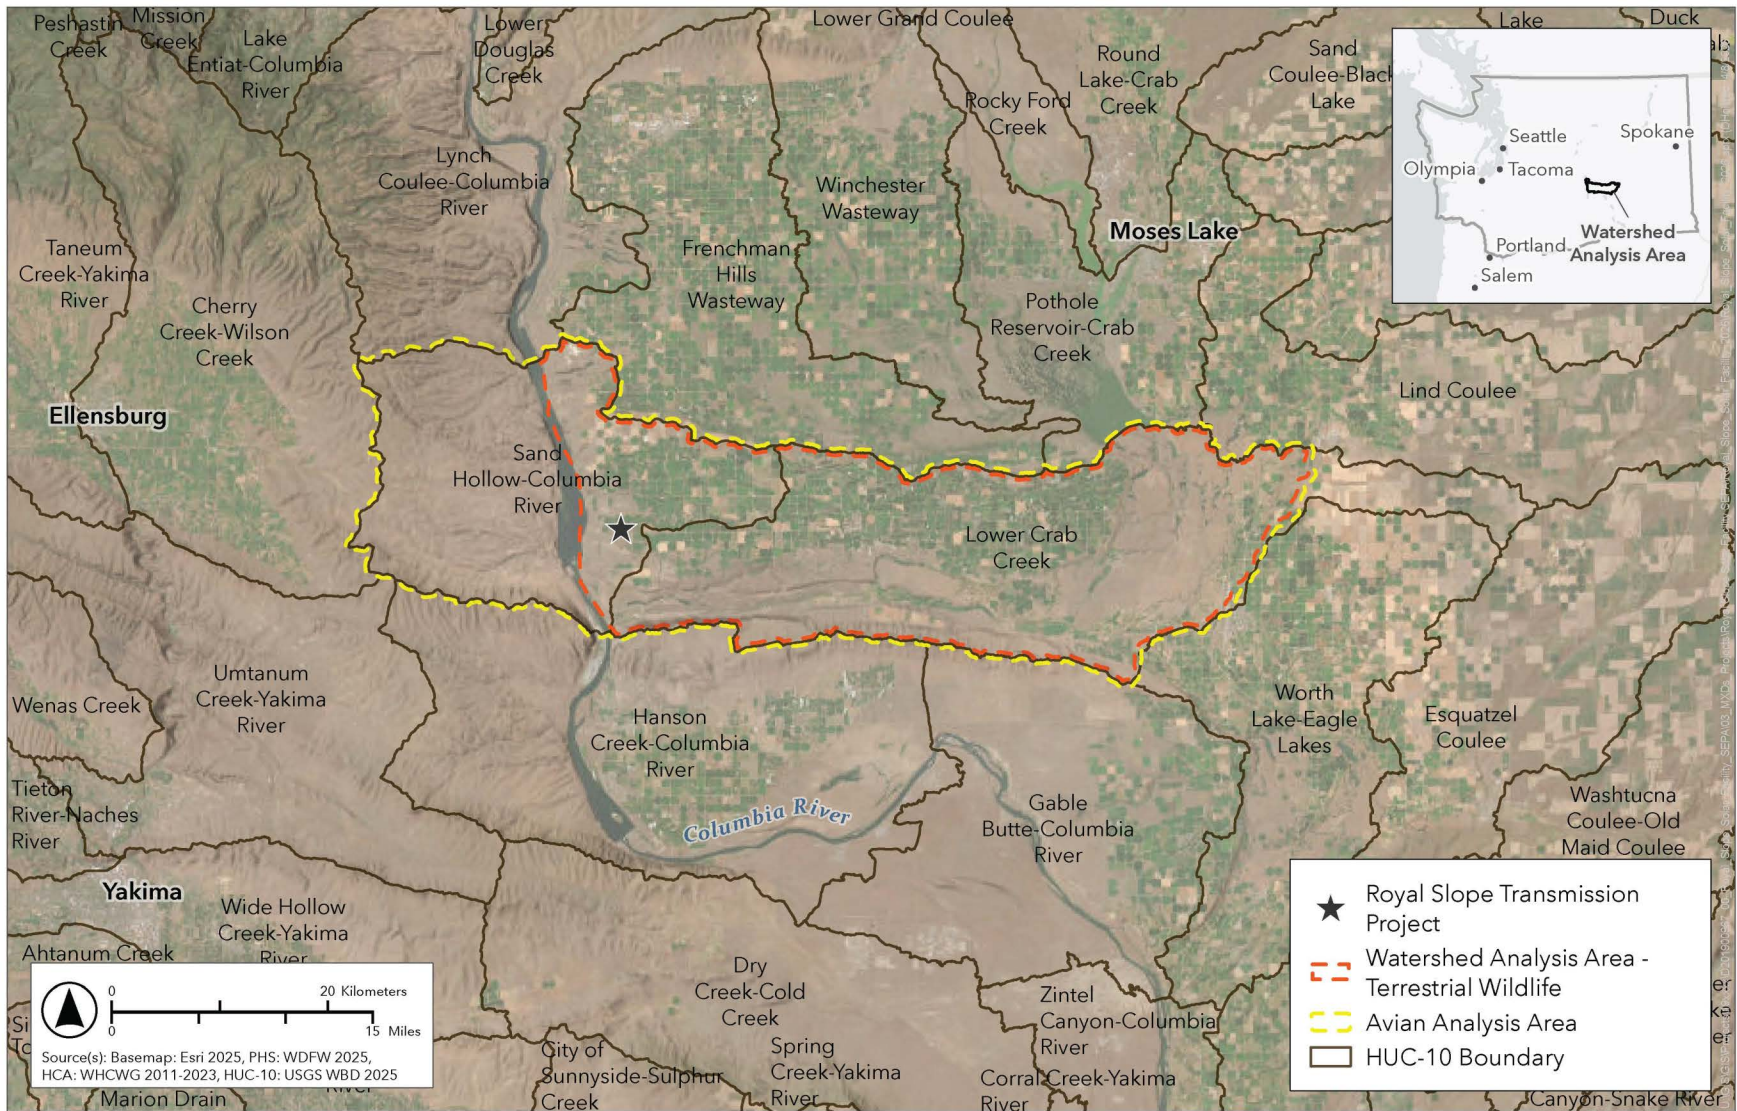 Peshastin
Creek
Mission
Creek
Lake
Entiat-Columbia
River
Lower
Douglas
Creek
Lower Grand Coulee
Round
Lake-Crab
Creek
Rocky Ford
Creek
Sand
Coulee-Black
Lake
Lake
Duck
Seattle
Spokane
Olympia
Tacoma
Watershed
Analysis Area
Portland
Salem
Lynch
Coulee-Columbia
River
Winchester
Wasteway
Moses Lake
Taneum
Creek-Yakima
River
Cherry
Creek-Wilson
Creek
Frenchman
Hills
Wasteway
Pothole
Reservoir-Crab
Creek
Lind Coulee
Ellensburg
Sand
Hollow-Columbia
River
Lower Crab
Creek
Umtanum
Creek-Yakima
River
Wenas Creek
Hanson
Creek-Columbia
River
Worth
Lake-Eagle
Lakes
Esquatzel
Coulee
Tieton
River-Naches
River
Columbia River
Gable
Butte-Columbia
River
Washtucna
Coulee-Old
Maid Coulee
Yakima
Wide Hollow
Creek-Yakima
River
Ahtanum Creek
Dry
Creek-Cold
Creek
Zintel
Canyon-Columbia
River
City of
Sunnyside-Sulphur
Creek
Spring
Creek-Yakima
River
Corral Creek-Yakima
River
Marion Drain
River
Canyon-Snake River
Royal Slope Transmission
Project
Watershed Analysis Area -
Terrestrial Wildlife
Avian Analysis Area
HUC-10 Boundary
0 20 Kilometers
0 15 Miles
Source(s): Basemap: Esri 2025, PHS: WDFW 2025,
HCA: WHCWG 2011-2023, HUC-10: USGS WBD 2025